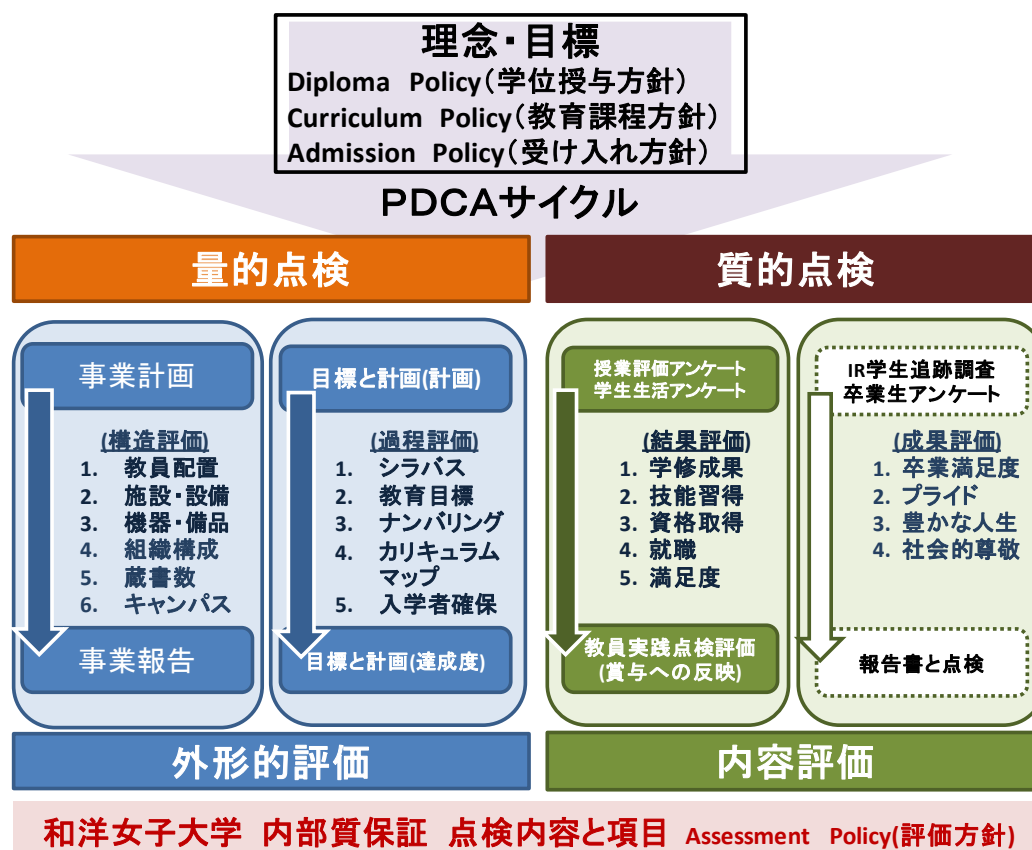 理念・目標
Diploma Policy(学位授与方針)
Curriculum Policy(教育課程方針)
Admission Policy(受け入れ方針)
PDCAサイクル
量的点検
質的点検
事業計画
(構造評価)
1. 教員配置
2. 施設・設備
3. 機器・備品
4. 組織構成
5. 蔵書数
6. キャンパス
事業報告
目標と計画(計画)
(過程評価)
1. シラバス
2. 教育目標
3. ナンバリング
4. カリキュラム
マップ
5. 入学者確保
目標と計画(達成度)
授業評価アンケート
学生生活アンケート
(結果評価)
1. 学修成果
2. 技能習得
3. 資格取得
4. 就職
5. 満足度
教員実践点検評価
(賞与への反映)
IR学生追跡調査
卒業生アンケート
(成果評価)
1. 卒業満足度
2. プライド
3. 豊かな人生
4. 社会的尊敬
報告書と点検
外形的評価
内容評価
和洋女子大学 内部質保証 点検内容と項目 Assessment Policy(評価方針)